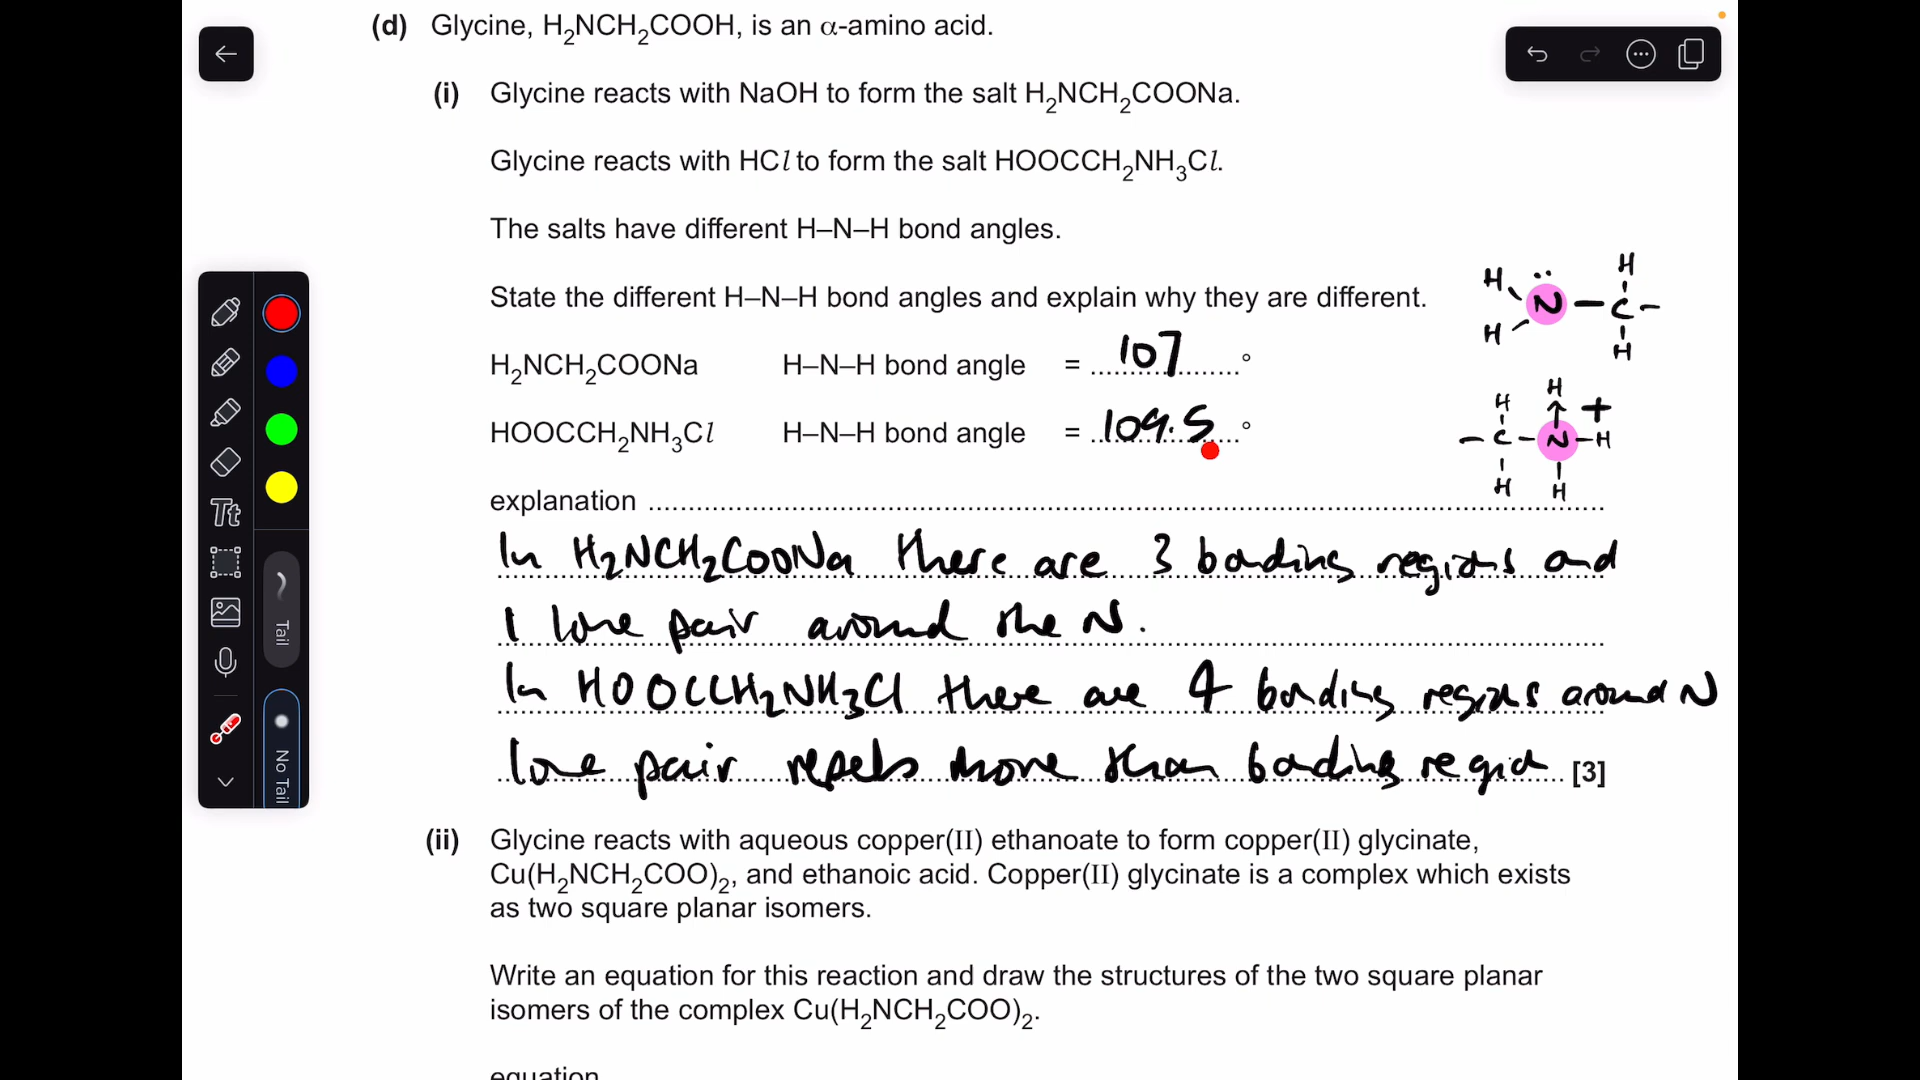 (d) Glycine, H₂NCH₂COOH, is an α-amino acid.
(i) Glycine reacts with NaOH to form the salt H₂NCH₂COONa.
Glycine reacts with HCl to form the salt HOOCCH₂NH₃Cl.
The salts have different H–N–H bond angles.
State the different H–N–H bond angles and explain why they are different.
H ·· N – C – H H H
H₂NCH₂COONa H–N–H bond angle = 107 °
HOOCCH₂NH₃Cl H–N–H bond angle = 109.5 °
– C – N – H H H H H +
explanation
In H₂NCH₂COONa there are 3 bonding regions and
1 lone pair around the N.
In HOOCCH₂NH₃Cl there are 4 bonding regions around N
lone pair repels more than bonding region [3]
(ii) Glycine reacts with aqueous copper(II) ethanoate to form copper(II) glycinate,
Cu(H₂NCH₂COO)₂, and ethanoic acid. Copper(II) glycinate is a complex which exists
as two square planar isomers.
Write an equation for this reaction and draw the structures of the two square planar
isomers of the complex Cu(H₂NCH₂COO)₂.
equation
Tt
Tail
No Tail